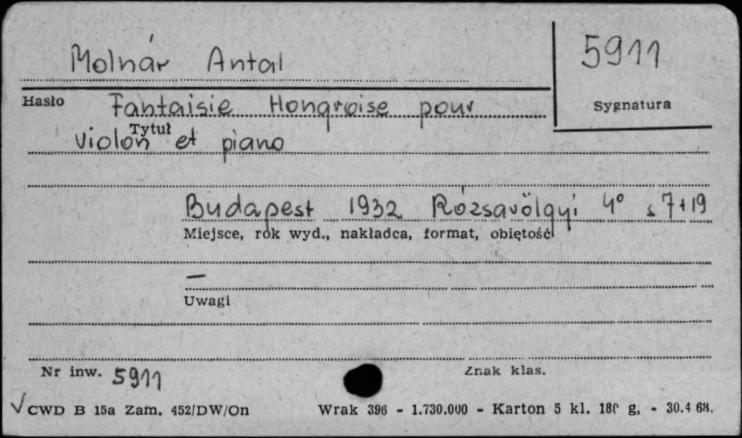 Molnár Antal
5911
Hasło Fantaisie Hongroise pour
Sygnatura
Tytuł
violon et piano
Budapest 1932 Rózsavölgyi 4° s 7+19
Miejsce, rok wyd., nakładca, format, objętość
—
Uwagi
Nr inw. 5911
Znak klas.
✓ CWD B 15a Zam. 452/DW/On Wrak 396 - 1.730.000 - Karton 5 kl. 180 g. - 30.4 68.